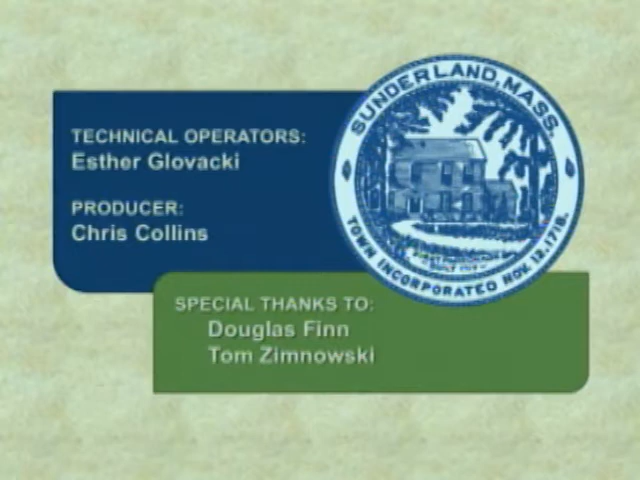 TECHNICAL OPERATORS:
Esther Glovacki
PRODUCER:
Chris Collins
SPECIAL THANKS TO:
Douglas Finn
Tom Zimnowski
SUNDERLAND, MASS.
TOWN INCORPORATED NOV. 12, 1718.